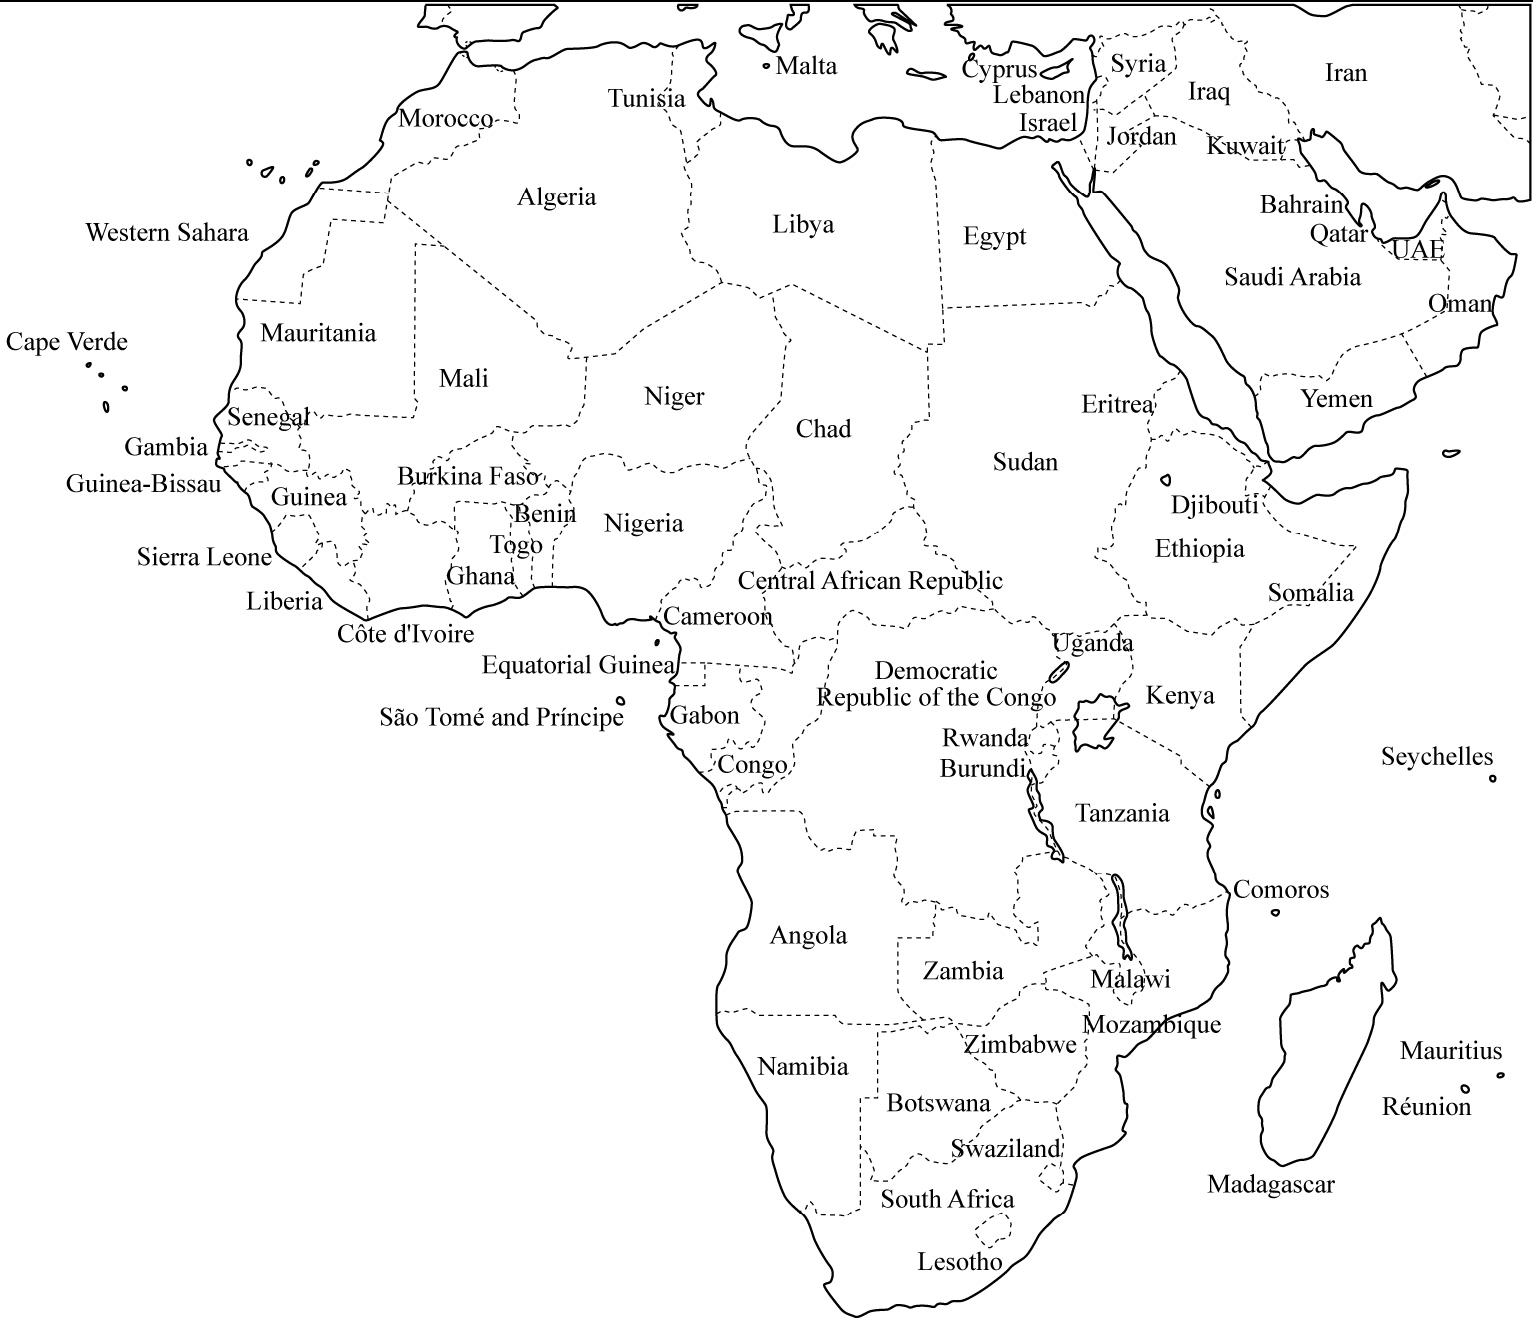 Malta
Cyprus
Syria
Iran
Lebanon
Iraq
Tunisia
Israel
Morocco
Jordan
Kuwait
Algeria
Bahrain
Libya
Western Sahara
Egypt
Qatar
UAE
Saudi Arabia
Oman
Mauritania
Cape Verde
Mali
Niger
Yemen
Eritrea
Senegal
Chad
Gambia
Sudan
Burkina Faso
Guinea-Bissau
Guinea
Djibouti
Benin
Nigeria
Togo
Ethiopia
Sierra Leone
Ghana
Central African Republic
Somalia
Liberia
Cameroon
Côte d'Ivoire
Uganda
Equatorial Guinea
Democratic
Republic of the Congo
Kenya
São Tomé and Príncipe
Gabon
Rwanda
Seychelles
Congo
Burundi
Tanzania
Comoros
Angola
Zambia
Malawi
Mozambique
Zimbabwe
Mauritius
Namibia
Botswana
Réunion
Swaziland
Madagascar
South Africa
Lesotho